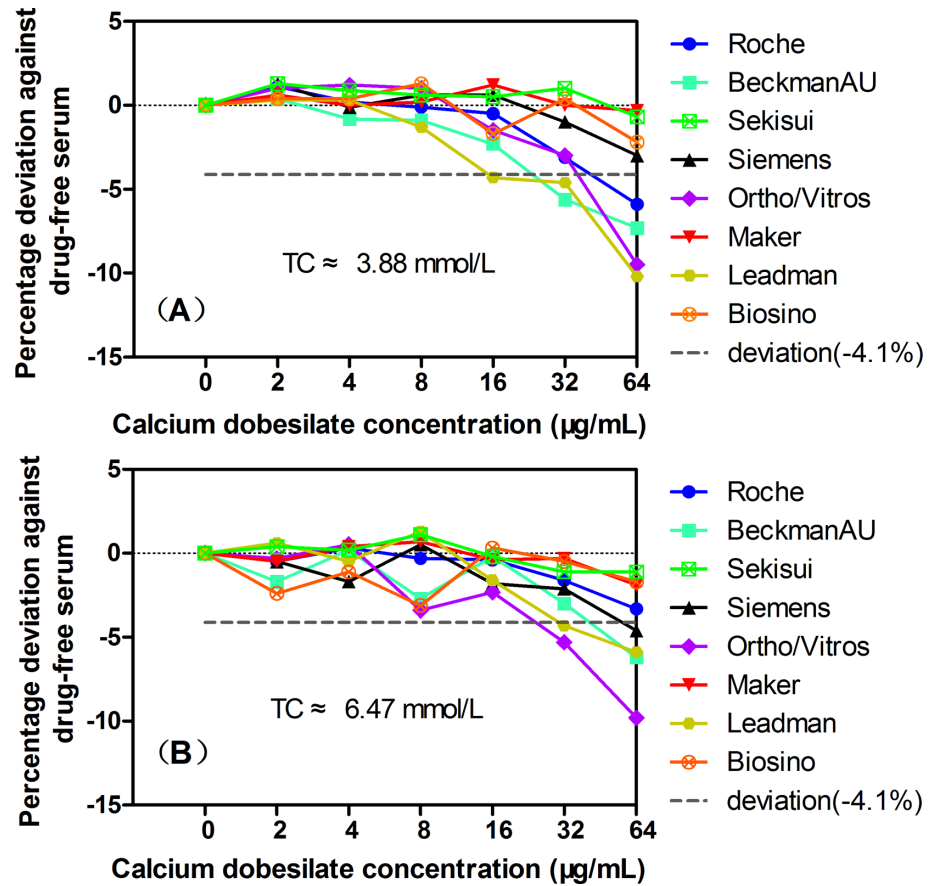 Percentage deviation against
drug-free serum
5
0
-5
-10
-15
TC ≈ 3.88 mmol/L
（A）
0 2 4 8 16 32 64
Calcium dobesilate concentration (µg/mL)
Roche
BeckmanAU
Sekisui
Siemens
Ortho/Vitros
Maker
Leadman
Biosino
deviation(-4.1%)
Percentage deviation against
drug-free serum
5
0
-5
-10
-15
TC ≈ 6.47 mmol/L
（B）
0 2 4 8 16 32 64
Calcium dobesilate concentration (µg/mL)
Roche
BeckmanAU
Sekisui
Siemens
Ortho/Vitros
Maker
Leadman
Biosino
deviation(-4.1%)